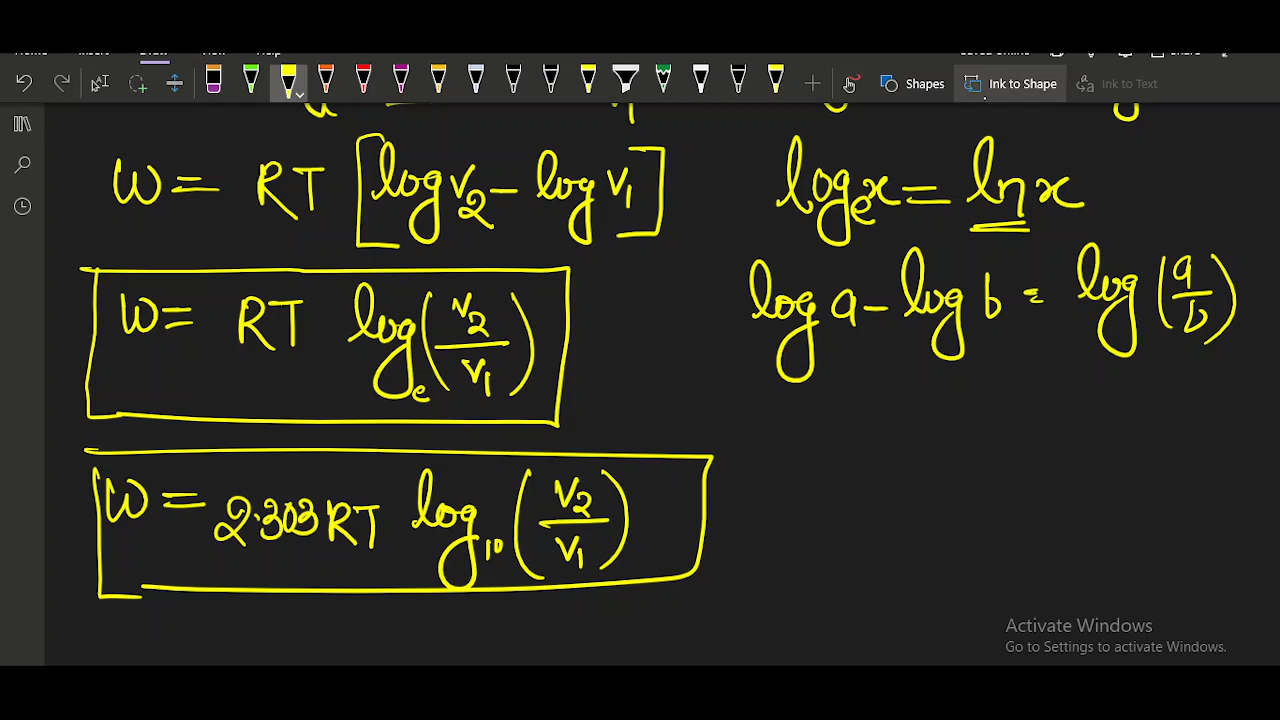 Shapes Ink to Shape Ink to Text
W = RT [log V2 - log V1]
logₑx = ln x
log a - log b = log (a/b)
W = RT logₑ(V2/V1)
W = 2.303 RT log₁₀(V2/V1)
Activate Windows
Go to Settings to activate Windows.